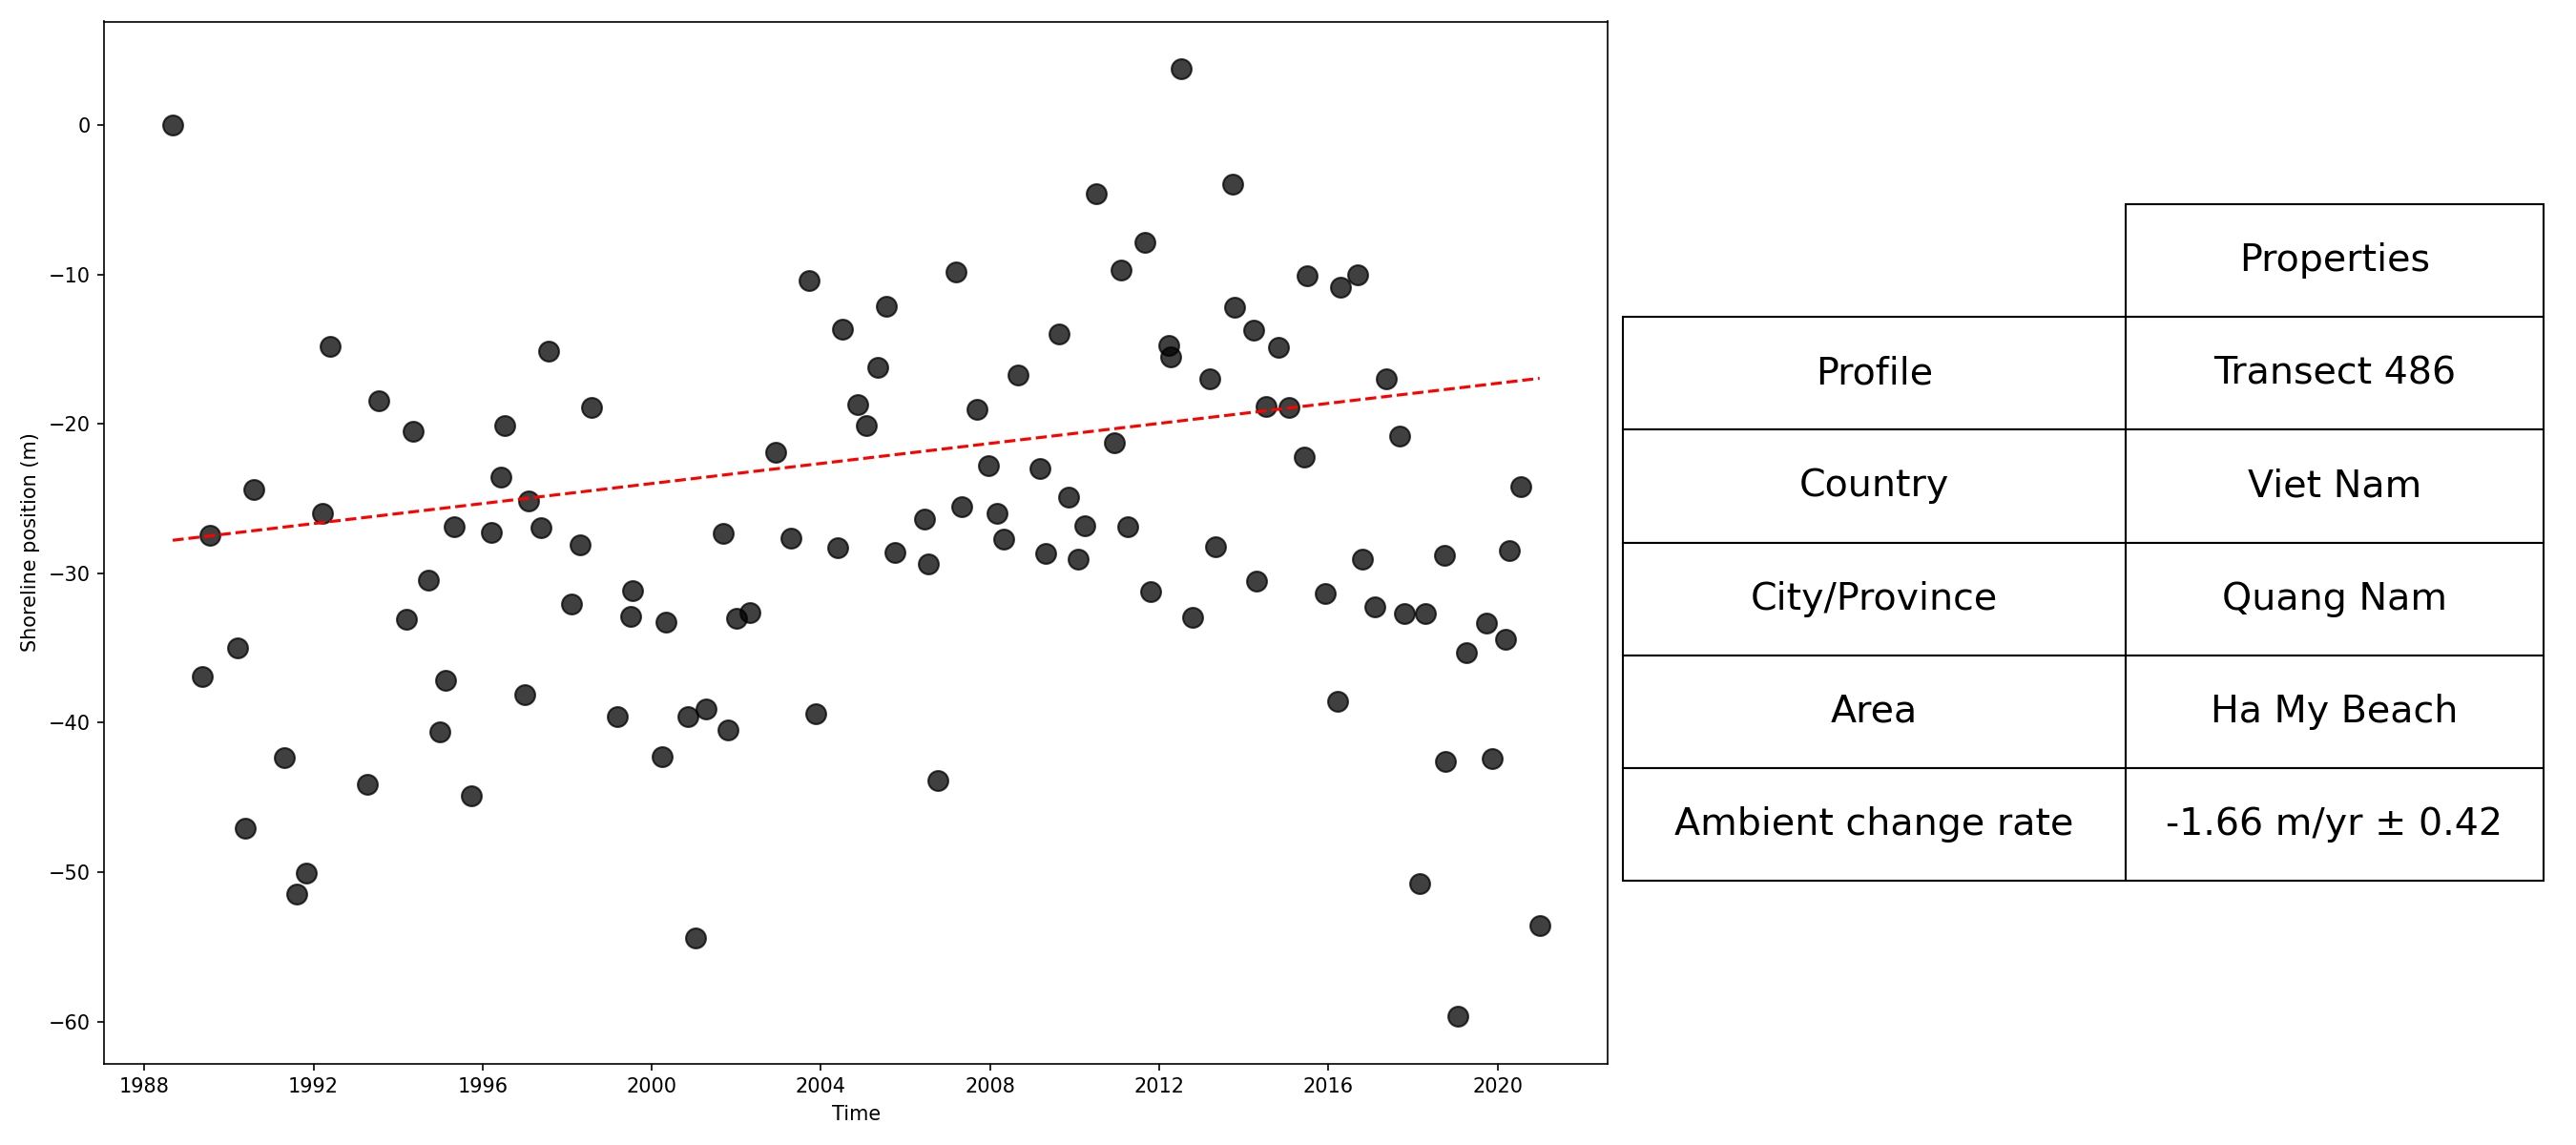 0
−10
−20
−30
−40
−50
−60
Shoreline position (m)
1988 1992 1996 2000 2004 2008 2012 2016 2020
Time
Properties
Profile Transect 486
Country Viet Nam
City/Province Quang Nam
Area Ha My Beach
Ambient change rate -1.66 m/yr ± 0.42